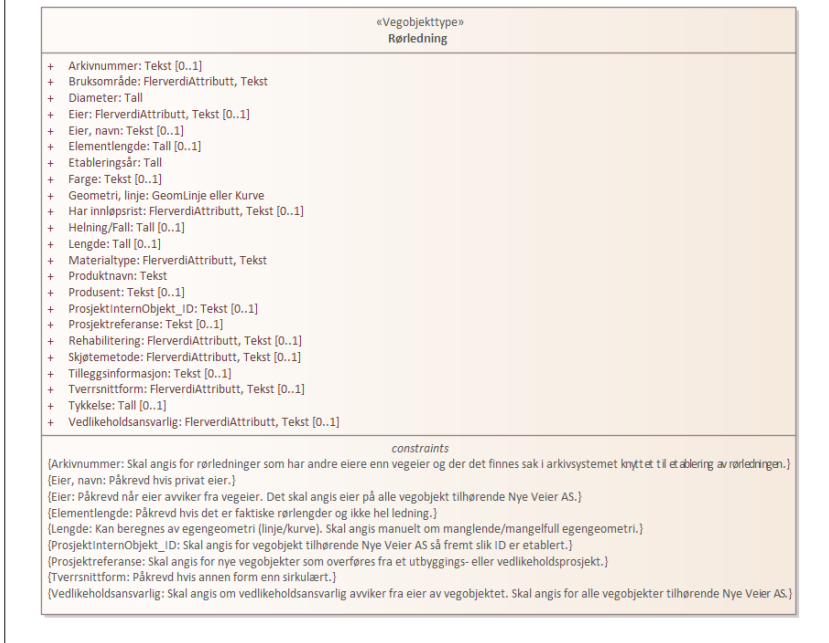 «Vegobjekttype»
Rørledning
+ Arkivnummer: Tekst [0..1]
+ Bruksområde: FlerverdiAttributt, Tekst
+ Diameter: Tall
+ Eier: FlerverdiAttributt, Tekst [0..1]
+ Eier, navn: Tekst [0..1]
+ Elementlengde: Tall [0..1]
+ Etableringsår: Tall
+ Farge: Tekst [0..1]
+ Geometri, linje: GeomLinje eller Kurve
+ Har innløpsrist: FlerverdiAttributt, Tekst [0..1]
+ Helning/Fall: Tall [0..1]
+ Lengde: Tall [0..1]
+ Materialtype: FlerverdiAttributt, Tekst
+ Produktnavn: Tekst
+ Produsent: Tekst [0..1]
+ ProsjektInternObjekt_ID: Tekst [0..1]
+ Prosjektreferanse: Tekst [0..1]
+ Rehabilitering: FlerverdiAttributt, Tekst [0..1]
+ Skjøtemetode: FlerverdiAttributt, Tekst [0..1]
+ Tilleggsinformasjon: Tekst [0..1]
+ Tverrsnittform: FlerverdiAttributt, Tekst [0..1]
+ Tykkelse: Tall [0..1]
+ Vedlikeholdsansvarlig: FlerverdiAttributt, Tekst [0..1]
constraints
{Arkivnummer: Skal angis for rørledninger som har andre eiere enn vegeier og der det finnes sak i arkivsystemet knyttet til etablering av rørledningen.}
{Eier, navn: Påkrevd hvis privat eier.}
{Eier: Påkrevd når eier avviker fra vegeier. Det skal angis eier på alle vegobjekt tilhørende Nye Veier AS.}
{Elementlengde: Påkrevd hvis det er faktiske rørlengder og ikke hel ledning.}
{Lengde: Kan beregnes av egengeometri (linje/kurve). Skal angis manuelt om manglende/mangelfull egengeometri.}
{ProsjektInternObjekt_ID: Skal angis for vegobjekt tilhørende Nye Veier AS så fremt slik ID er etablert.}
{Prosjektreferanse: Skal angis for nye vegobjekter som overføres fra et utbyggings- eller vedlikeholdsprosjekt.}
{Tverrsnittform: Påkrevd hvis annen form enn sirkulært.}
{Vedlikeholdsansvarlig: Skal angis om vedlikeholdsansvarlig avviker fra eier av vegobjektet. Skal angis for alle vegobjekter tilhørende Nye Veier AS.}